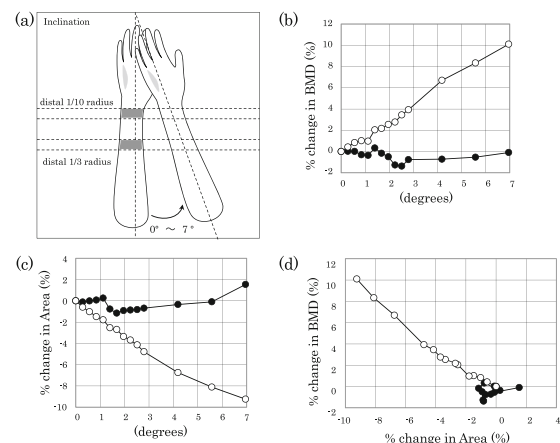 (a)
Inclination
distal 1/10 radius
distal 1/3 radius
0° ～ 7°
(b)
% change in BMD (%)
12
10
8
6
4
2
0
-2
0 1 2 3 4 5 6 7
(degrees)
(c)
% change in Area (%)
4
2
0
-2
-4
-6
-8
-10
0 1 2 3 4 5 6 7
(degrees)
(d)
% change in BMD (%)
12
10
8
6
4
2
0
-2
-10 -8 -6 -4 -2 0 2 4
% change in Area (%)